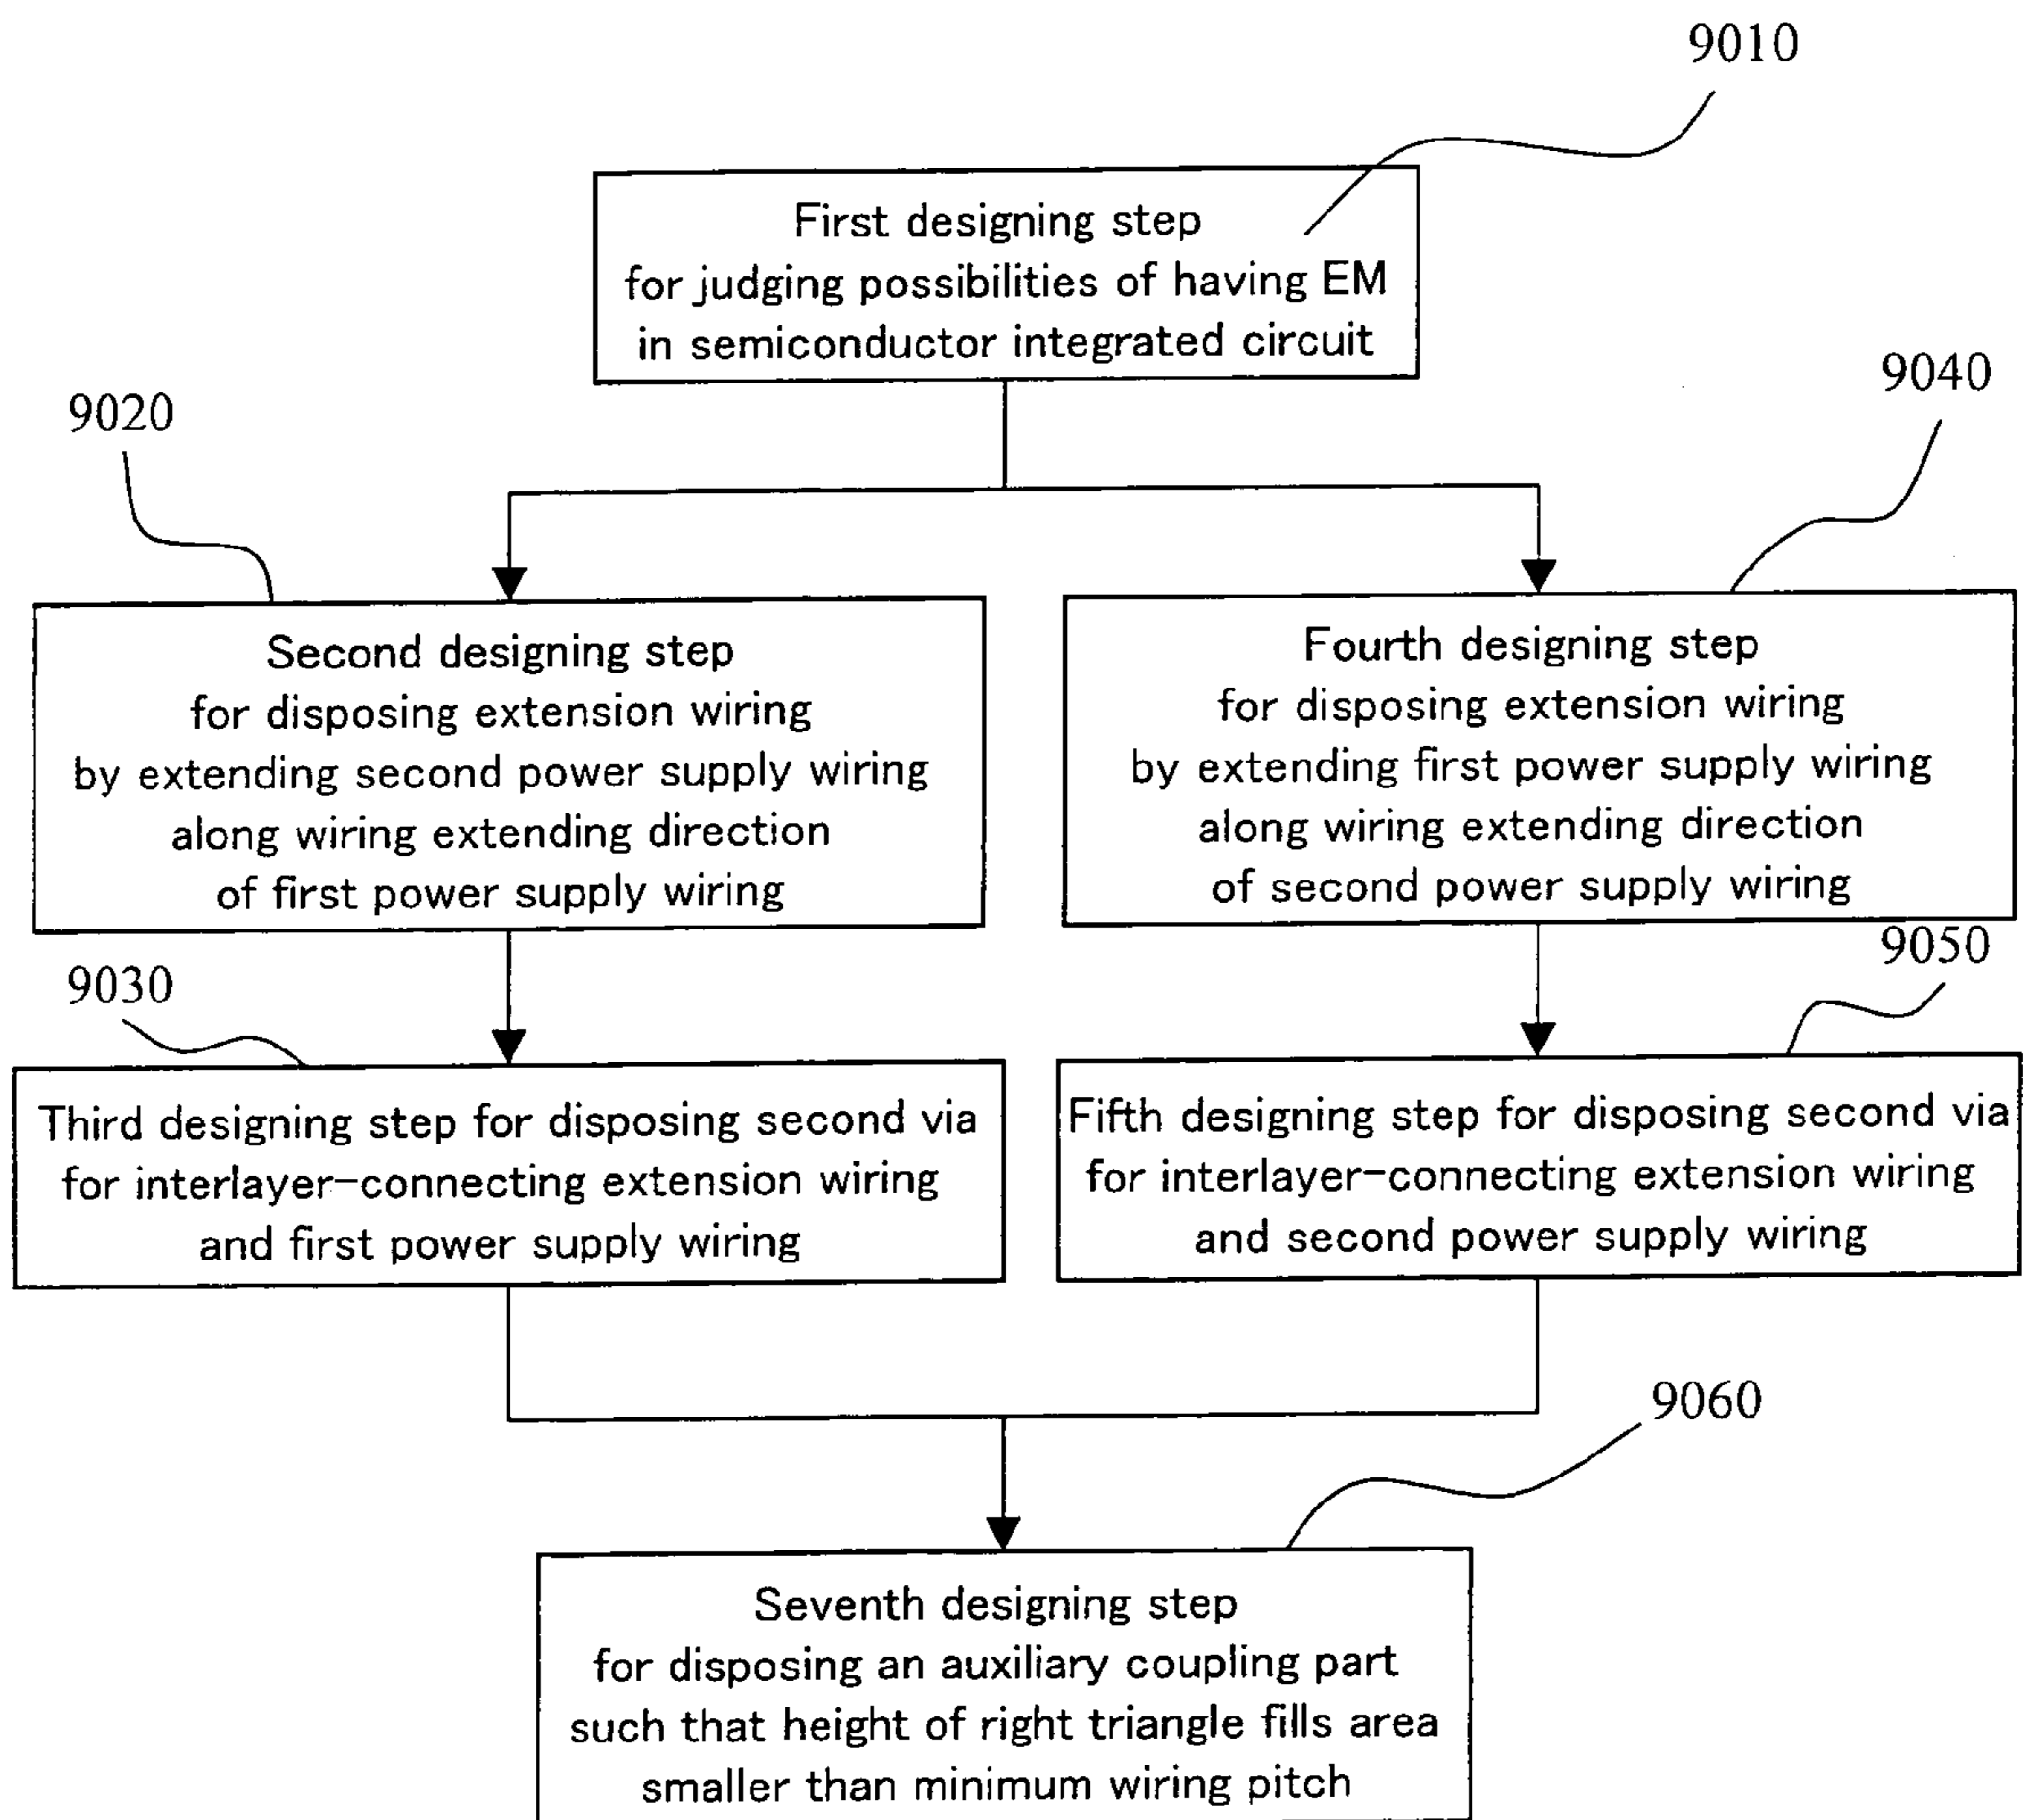 9010
First designing step
for judging possibilities of having EM
in semiconductor integrated circuit
9020
9040
Second designing step
for disposing extension wiring
by extending second power supply wiring
along wiring extending direction
of first power supply wiring
Fourth designing step
for disposing extension wiring
by extending first power supply wiring
along wiring extending direction
of second power supply wiring
9030
9050
Third designing step for disposing second via
for interlayer-connecting extension wiring
and first power supply wiring
Fifth designing step for disposing second via
for interlayer-connecting extension wiring
and second power supply wiring
9060
Seventh designing step
for disposing an auxiliary coupling part
such that height of right triangle fills area
smaller than minimum wiring pitch